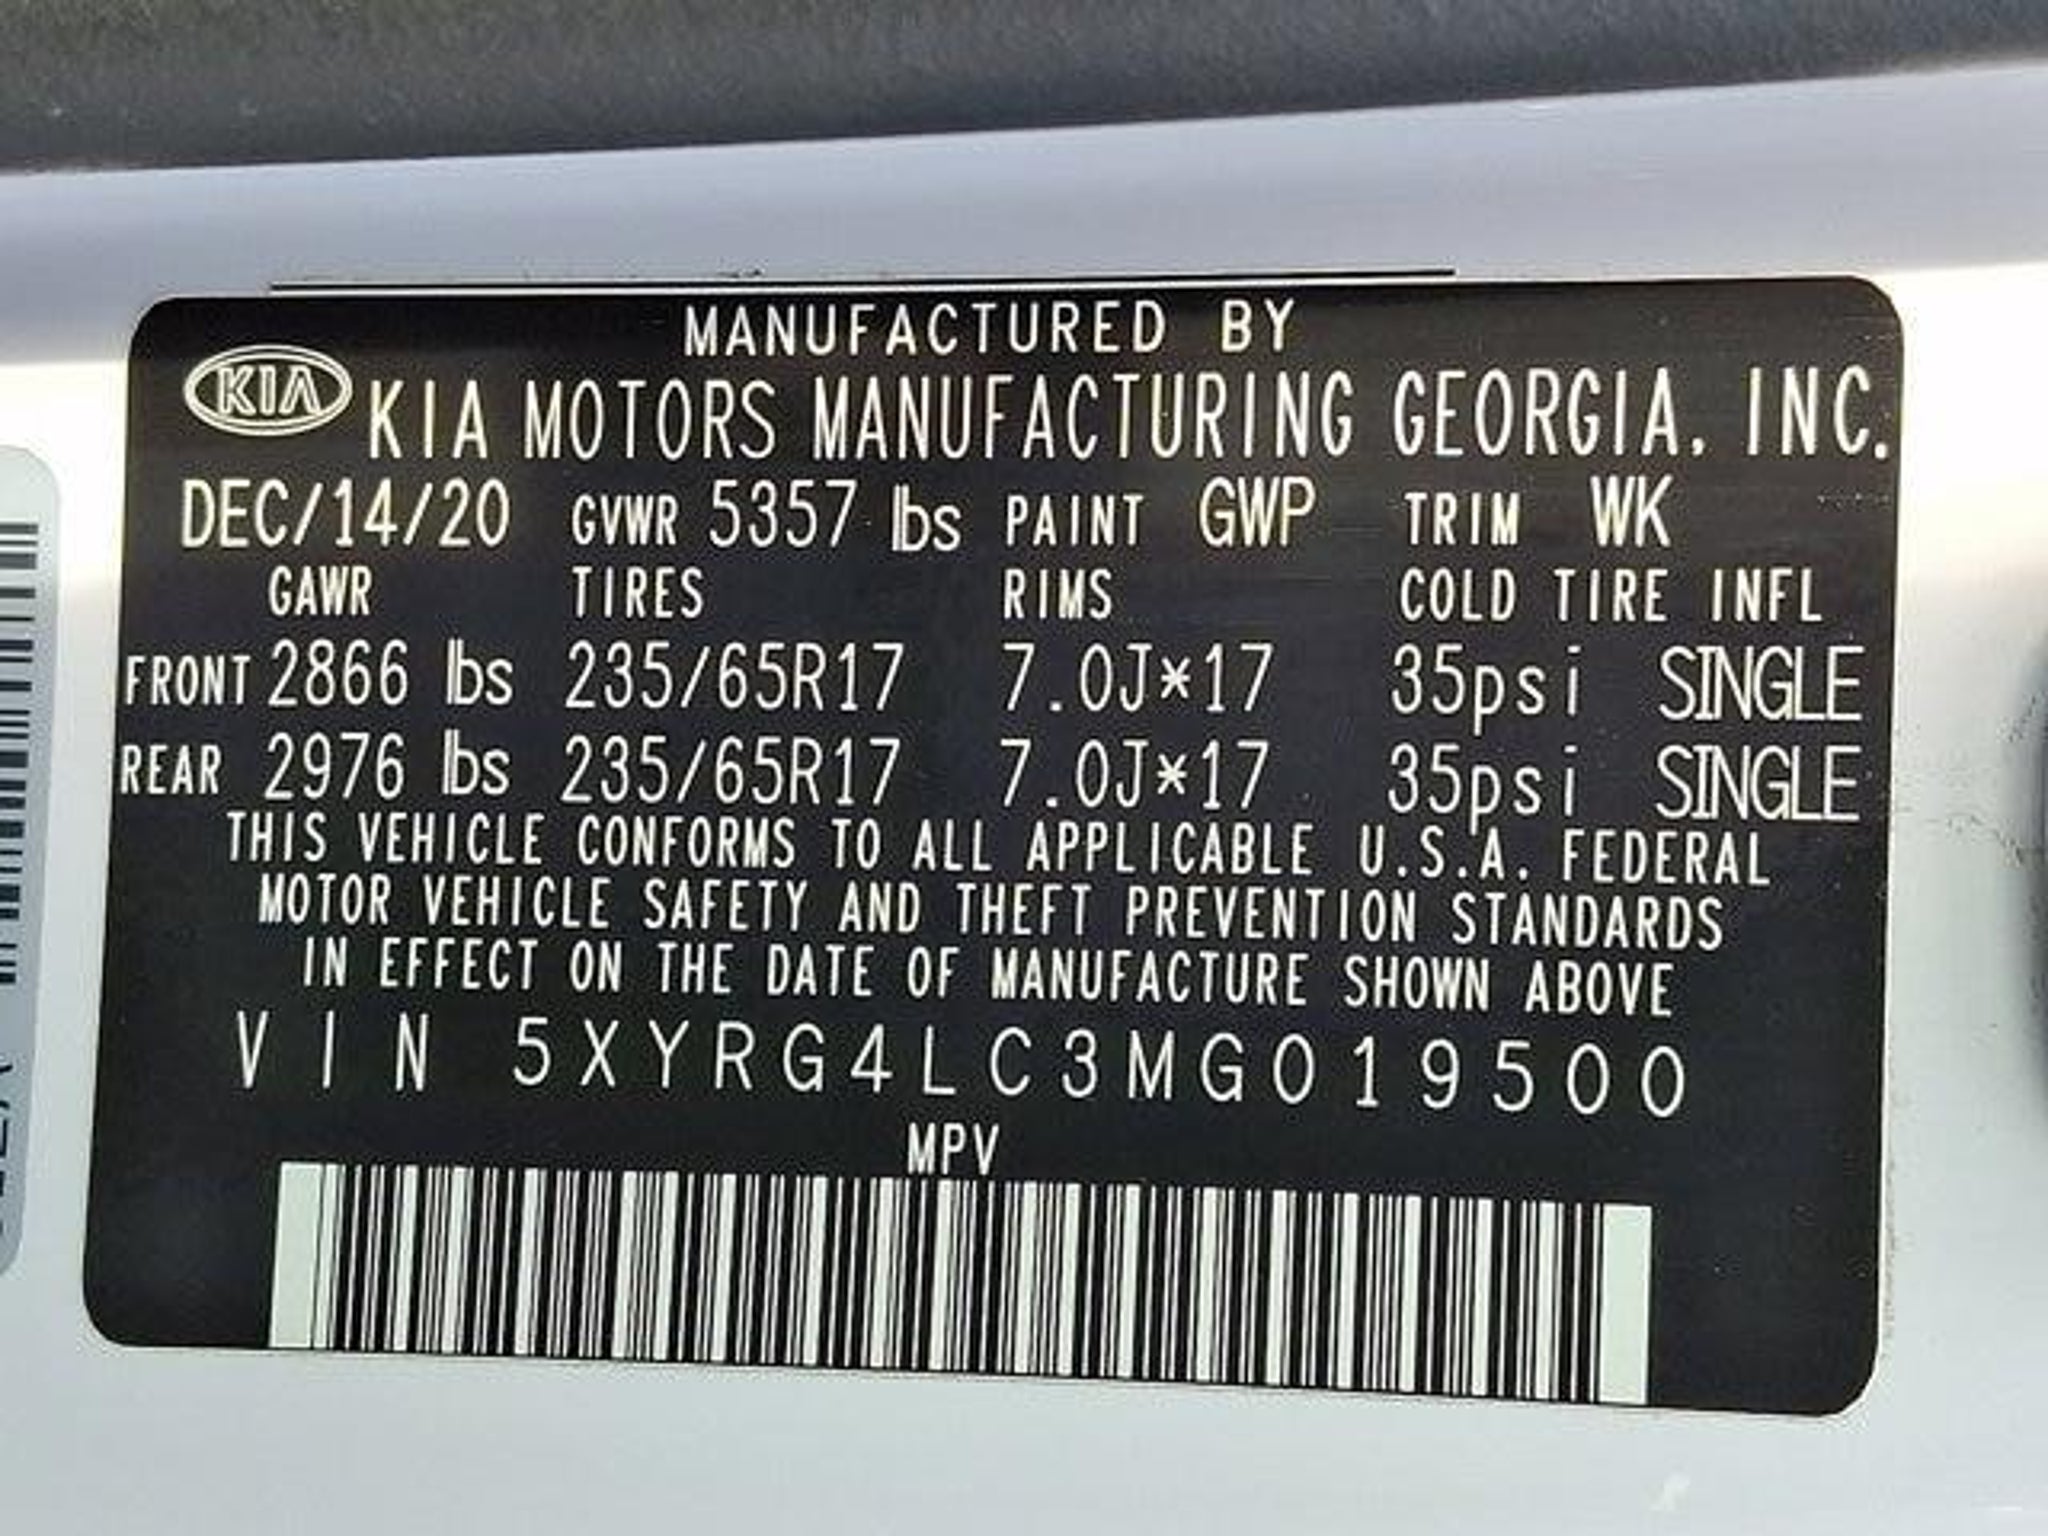 MANUFACTURED BY
KIA KIA MOTORS MANUFACTURING GEORGIA, INC.
DEC/14/20 GVWR 5357 lbs PAINT GWP TRIM WK
GAWR TIRES RIMS COLD TIRE INFL
FRONT 2866 lbs 235/65R17 7.0J*17 35psi SINGLE
REAR 2976 lbs 235/65R17 7.0J*17 35psi SINGLE
THIS VEHICLE CONFORMS TO ALL APPLICABLE U.S.A. FEDERAL
MOTOR VEHICLE SAFETY AND THEFT PREVENTION STANDARDS
IN EFFECT ON THE DATE OF MANUFACTURE SHOWN ABOVE
VIN 5XYRG4LC3MG019500
MPV